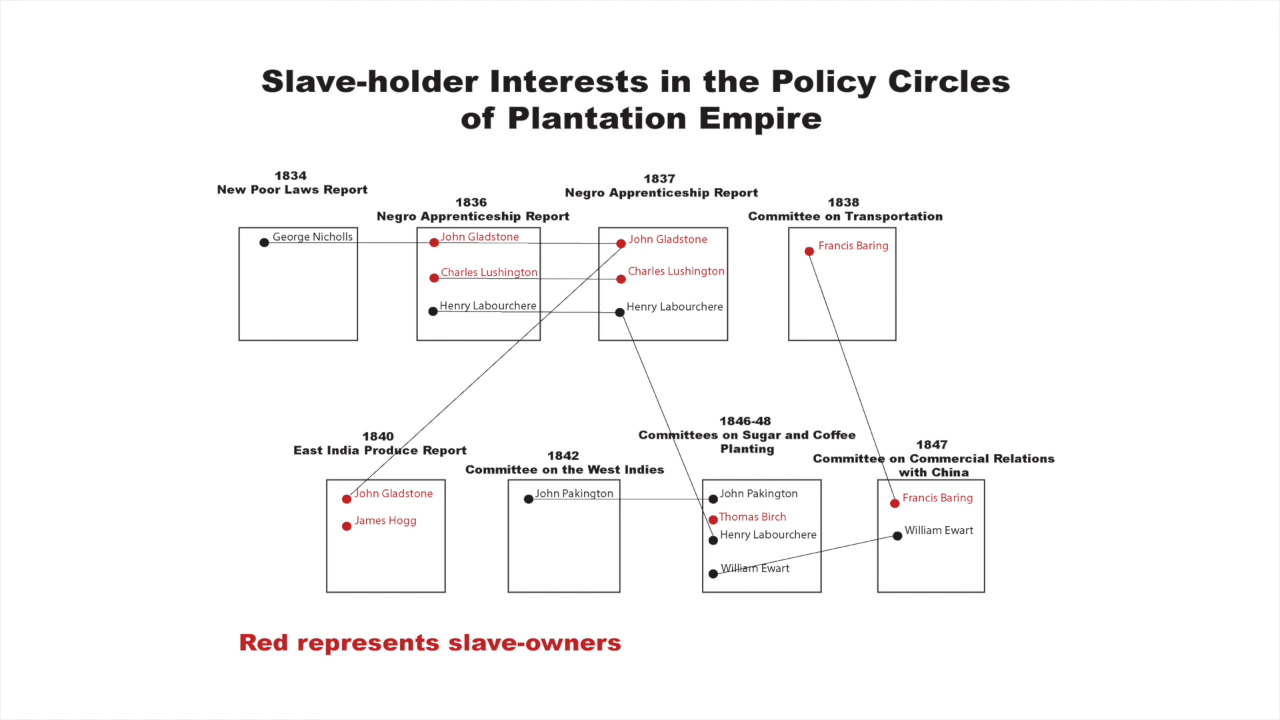 Slave-holder Interests in the Policy Circles
of Plantation Empire
1834
New Poor Laws Report
George Nicholls
1836
Negro Apprenticeship Report
John Gladstone
Charles Lushington
Henry Labourchere
1837
Negro Apprenticeship Report
John Gladstone
Charles Lushington
Henry Labourchere
1838
Committee on Transportation
Francis Baring
1840
East India Produce Report
John Gladstone
James Hogg
1842
Committee on the West Indies
John Pakington
1846-48
Committees on Sugar and Coffee
Planting
John Pakington
Thomas Birch
Henry Labourchere
William Ewart
1847
Committee on Commercial Relations
with China
Francis Baring
William Ewart
Red represents slave-owners